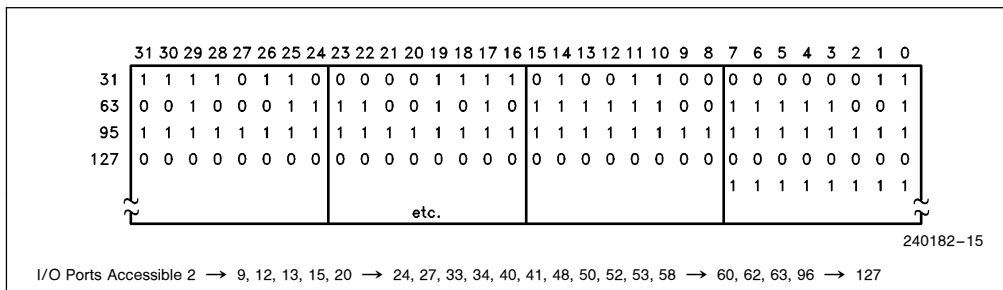 31 30 29 28 27 26 25 24 23 22 21 20 19 18 17 16 15 14 13 12 11 10 9 8 7 6 5 4 3 2 1 0
31 1 1 1 1 0 1 1 0 0 0 0 0 1 1 1 1 0 1 0 0 1 1 0 0 0 0 0 0 0 0 1 1
63 0 0 1 0 0 0 1 1 1 1 0 0 1 0 1 0 1 1 1 1 1 1 0 0 1 1 1 1 1 0 0 1
95 1 1 1 1 1 1 1 1 1 1 1 1 1 1 1 1 1 1 1 1 1 1 1 1 1 1 1 1 1 1 1 1
127 0 0 0 0 0 0 0 0 0 0 0 0 0 0 0 0 0 0 0 0 0 0 0 0 0 0 0 0 0 0 0 0
1 1 1 1 1 1 1 1
etc.
240182–15
I/O Ports Accessible 2 → 9, 12, 13, 15, 20 → 24, 27, 33, 34, 40, 41, 48, 50, 52, 53, 58 → 60, 62, 63, 96 → 127